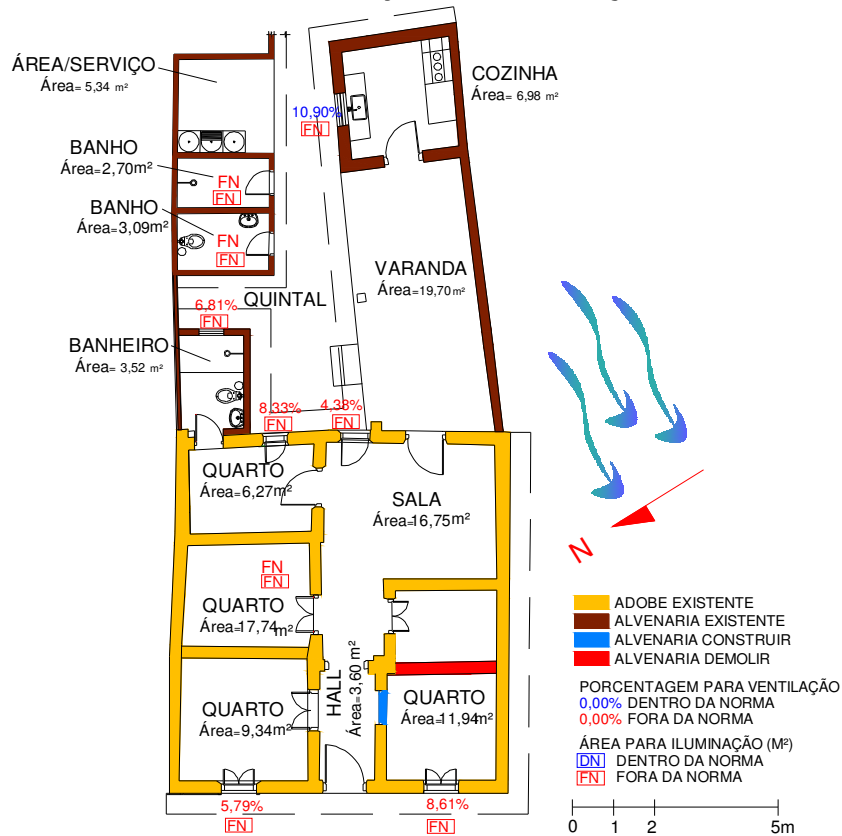 ÁREA/SERVIÇO
Área= 5,34 m²
COZINHA
Área= 6,98 m²
10,90%
FN
BANHO
Área=2,70m²
FN
FN
BANHO
Área=3,09m²
FN
FN
VARANDA
Área=19,70m²
QUINTAL
6,81%
FN
BANHEIRO
Área= 3,52 m²
8,33%
FN
4,38%
FN
QUARTO
Área=6,27m²
SALA
Área=16,75m²
FN
FN
QUARTO
Área=17,74m²
HALL
Área=3,60 m²
QUARTO
Área=9,34m²
QUARTO
Área=11,94m²
5,79%
FN
8,61%
FN
N
ADOBE EXISTENTE
ALVENARIA EXISTENTE
ALVENARIA CONSTRUIR
ALVENARIA DEMOLIR
PORCENTAGEM PARA VENTILAÇÃO
0,00% DENTRO DA NORMA
0,00% FORA DA NORMA
ÁREA PARA ILUMINAÇÃO (M²)
DN DENTRO DA NORMA
FN FORA DA NORMA
0 1 2 5m